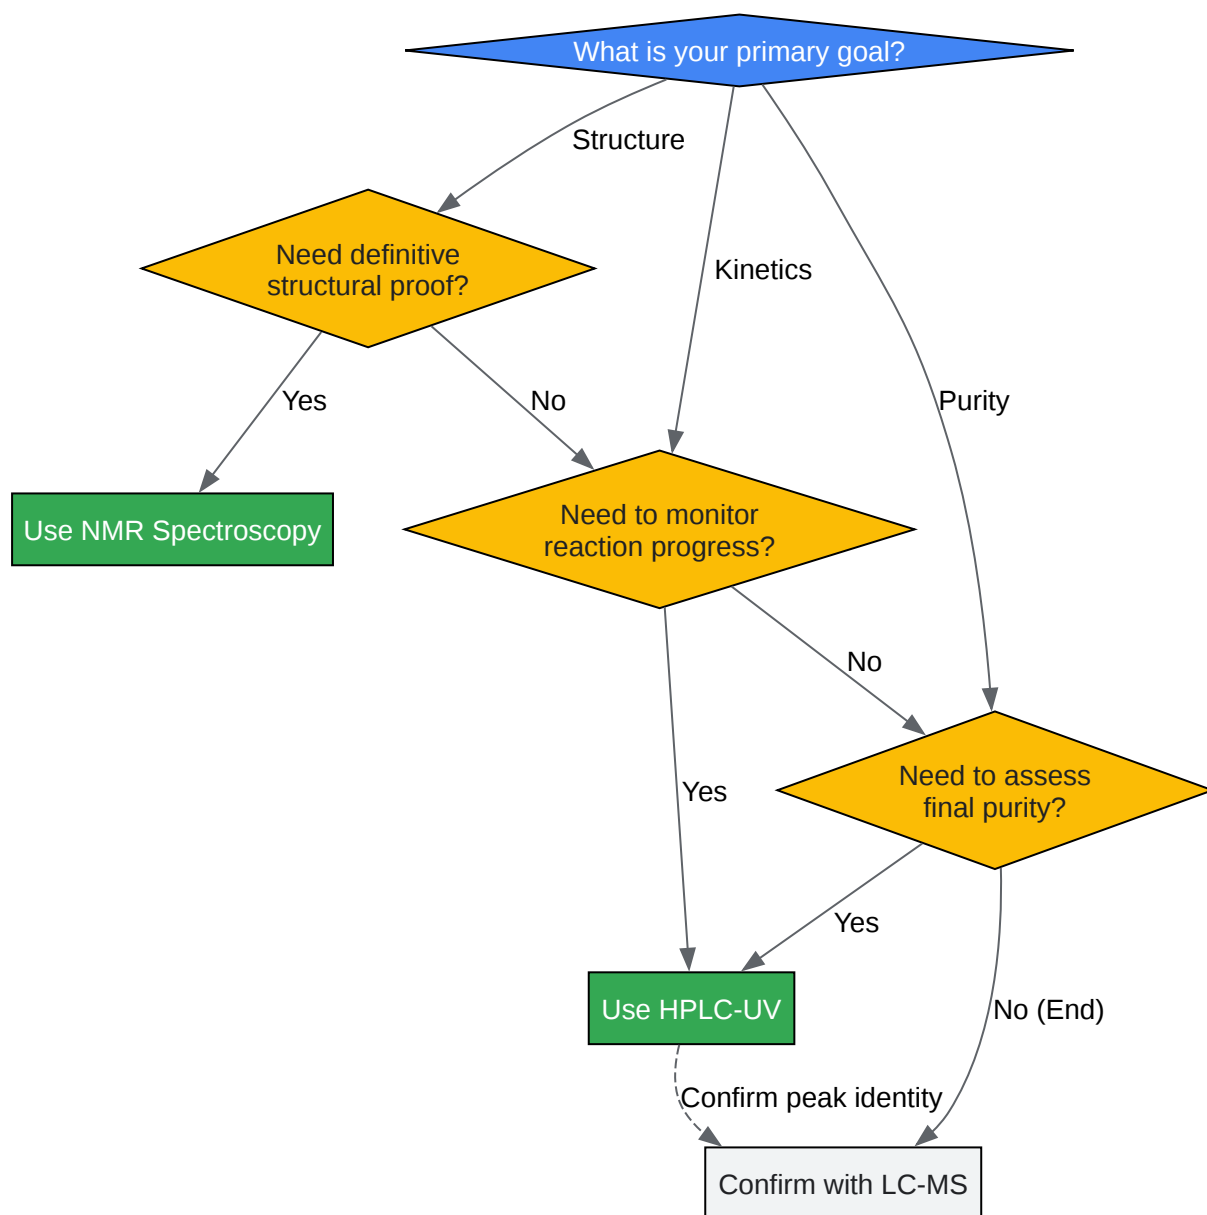 What is your primary goal?
Structure
Need definitive
structural proof?
Kinetics
Purity
Yes
No
Use NMR Spectroscopy
Need to monitor
reaction progress?
No
Yes
Need to assess
final purity?
Yes
Use HPLC-UV
No (End)
Confirm peak identity
Confirm with LC-MS